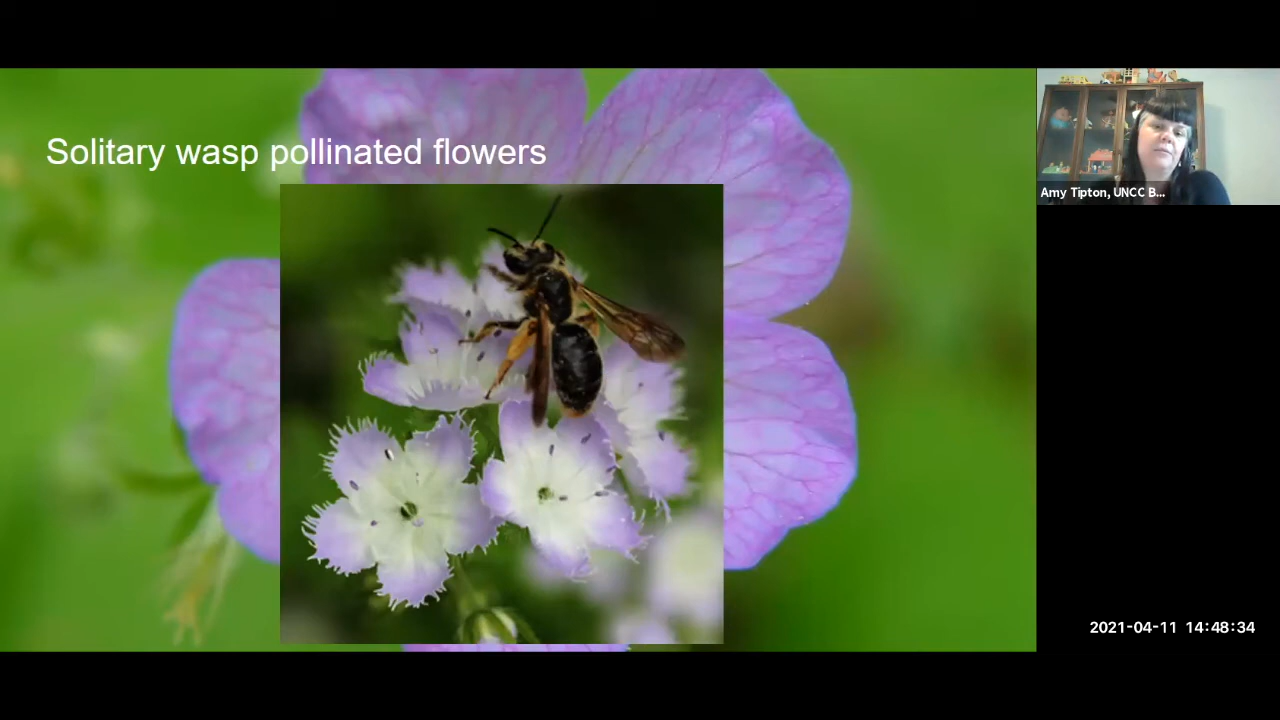 Solitary wasp pollinated flowers
Amy Tipton, UNCC B...
2021-04-11 14:48:34